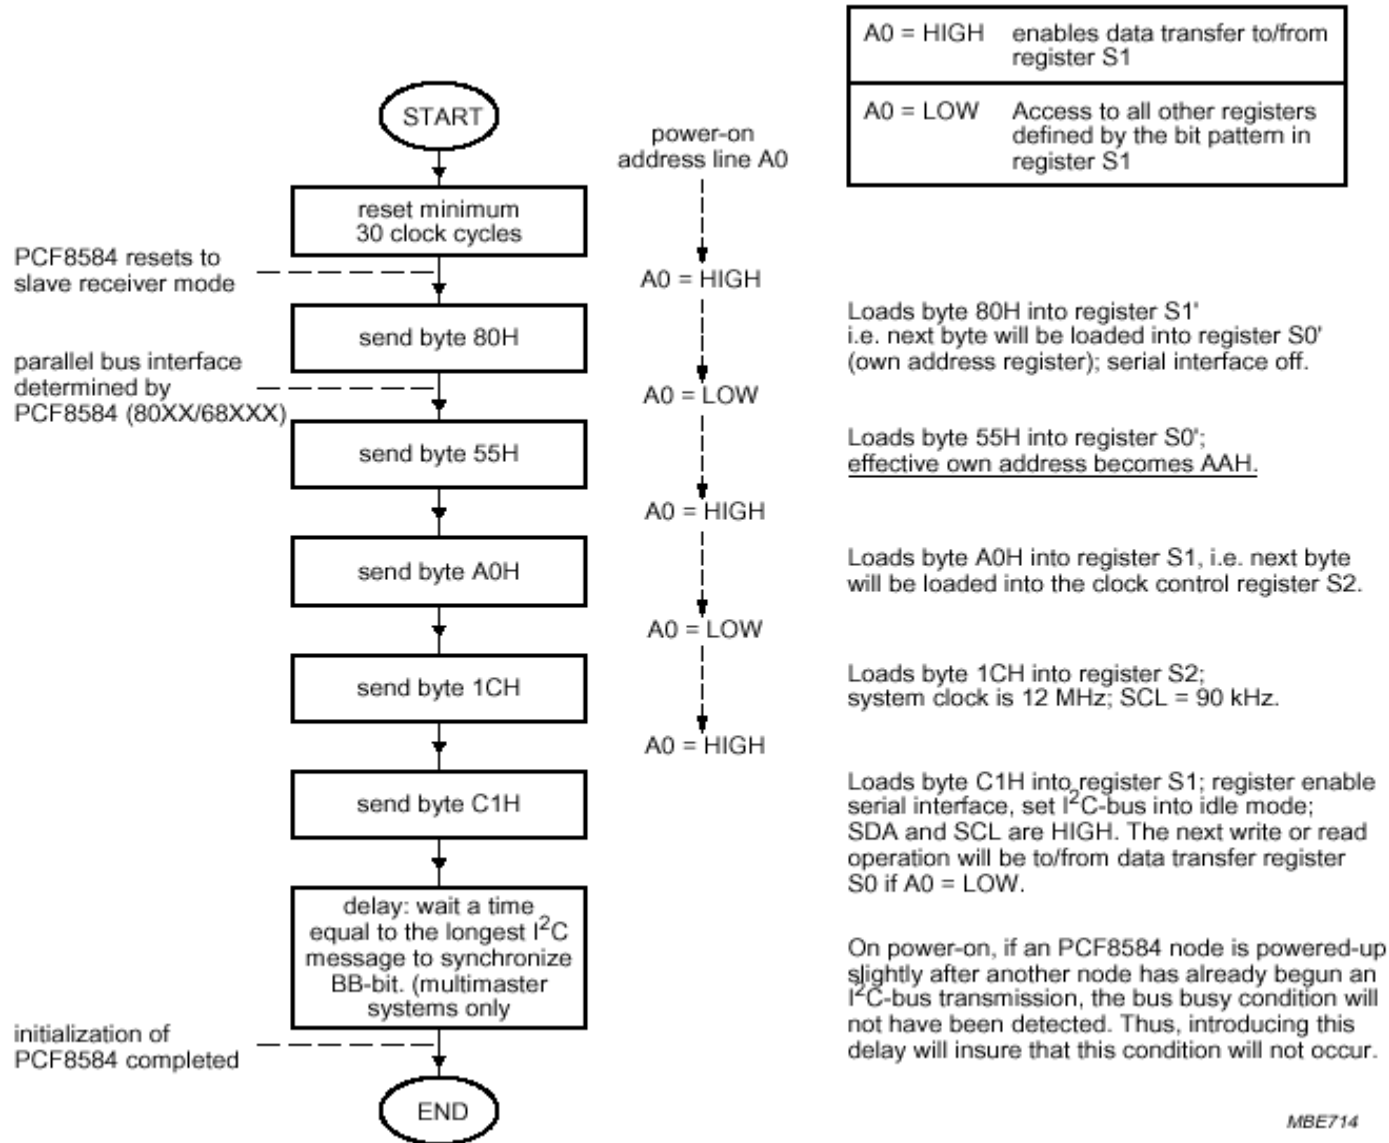 A0 = HIGH enables data transfer to/from
register S1
A0 = LOW Access to all other registers
defined by the bit pattern in
register S1
START
power-on
address line A0
reset minimum
30 clock cycles
PCF8584 resets to
slave receiver mode
A0 = HIGH
send byte 80H
Loads byte 80H into register S1'
i.e. next byte will be loaded into register S0'
(own address register); serial interface off.
parallel bus interface
determined by
PCF8584 (80XX/68XXX)
A0 = LOW
send byte 55H
Loads byte 55H into register S0';
effective own address becomes AAH.
A0 = HIGH
send byte A0H
Loads byte A0H into register S1, i.e. next byte
will be loaded into the clock control register S2.
A0 = LOW
send byte 1CH
Loads byte 1CH into register S2;
system clock is 12 MHz; SCL = 90 kHz.
A0 = HIGH
send byte C1H
Loads byte C1H into register S1; register enable
serial interface, set I²C-bus into idle mode;
SDA and SCL are HIGH. The next write or read
operation will be to/from data transfer register
S0 if A0 = LOW.
delay: wait a time
equal to the longest I²C
message to synchronize
BB-bit. (multimaster
systems only
On power-on, if an PCF8584 node is powered-up
slightly after another node has already begun an
I²C-bus transmission, the bus busy condition will
not have been detected. Thus, introducing this
delay will insure that this condition will not occur.
initialization of
PCF8584 completed
END
MBE714